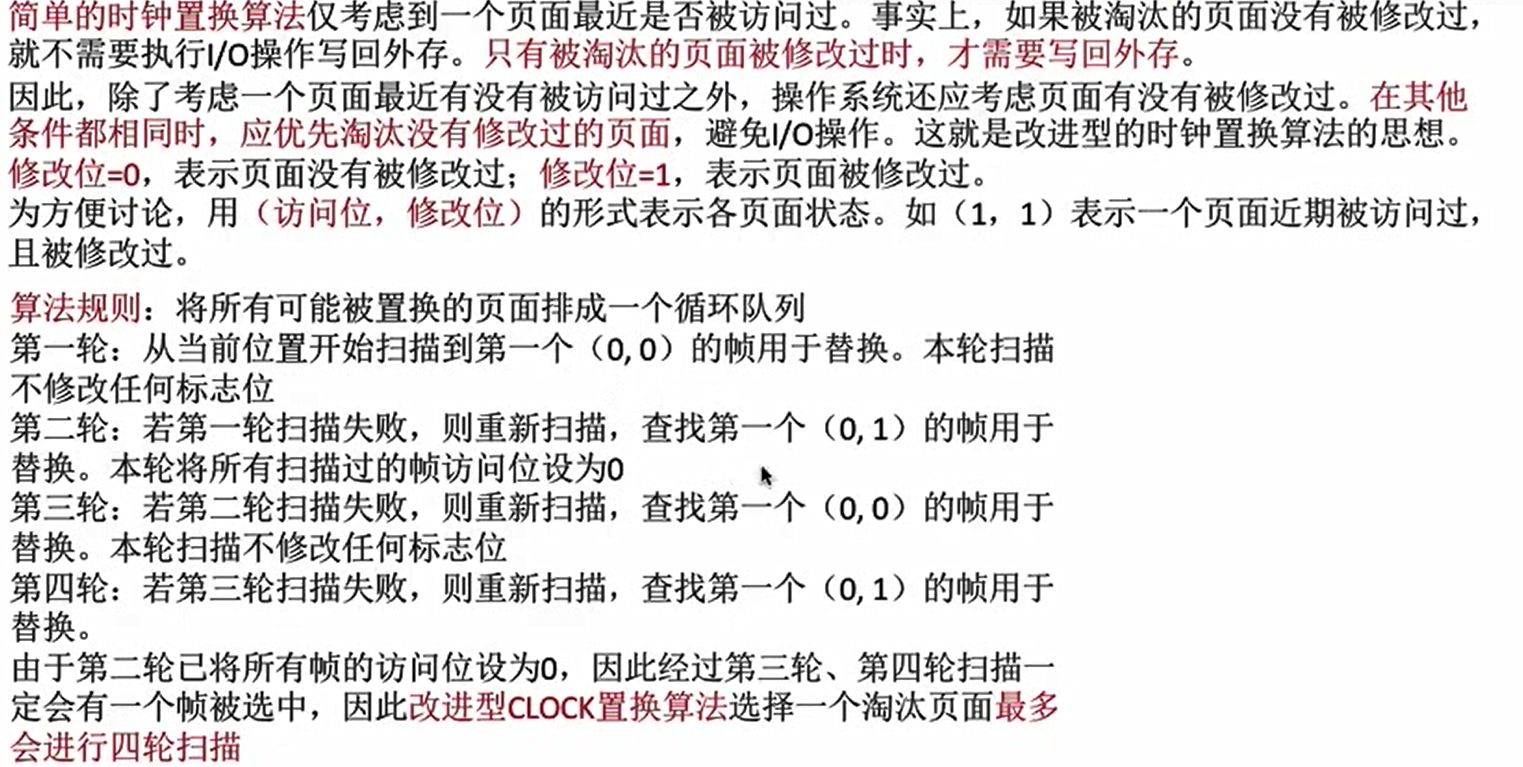 简单的时钟置换算法仅考虑到一个页面最近是否被访问过。事实上，如果被淘汰的页面没有被修改过，
就不需要执行I/O操作写回外存。只有被淘汰的页面被修改过时，才需要写回外存。
因此，除了考虑一个页面最近有没有被访问过之外，操作系统还应考虑页面有没有被修改过。在其他
条件都相同时，应优先淘汰没有修改过的页面，避免I/O操作。这就是改进型的时钟置换算法的思想。
修改位=0，表示页面没有被修改过；修改位=1，表示页面被修改过。
为方便讨论，用（访问位，修改位）的形式表示各页面状态。如（1，1）表示一个页面近期被访问过，
且被修改过。
算法规则：将所有可能被置换的页面排成一个循环队列
第一轮：从当前位置开始扫描到第一个（0, 0）的帧用于替换。本轮扫描
不修改任何标志位
第二轮：若第一轮扫描失败，则重新扫描，查找第一个（0, 1）的帧用于
替换。本轮将所有扫描过的帧访问位设为0
第三轮：若第二轮扫描失败，则重新扫描，查找第一个（0, 0）的帧用于
替换。本轮扫描不修改任何标志位
第四轮：若第三轮扫描失败，则重新扫描，查找第一个（0, 1）的帧用于
替换。
由于第二轮已将所有帧的访问位设为0，因此经过第三轮、第四轮扫描一
定会有一个帧被选中，因此改进型CLOCK置换算法选择一个淘汰页面最多
会进行四轮扫描